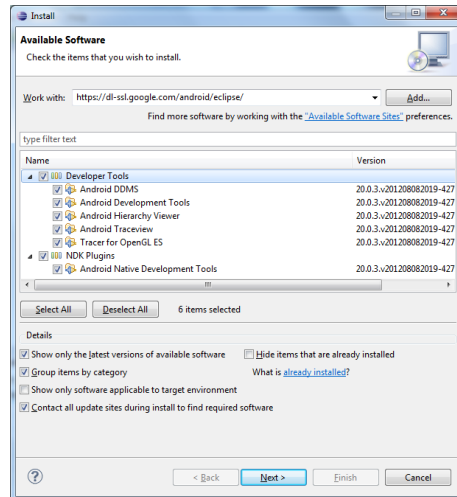 Install
Available Software
Check the items that you wish to install.
Work with: https://dl-ssl.google.com/android/eclipse/ Add...
Find more software by working with the "Available Software Sites" preferences.
type filter text
Name Version
Developer Tools
Android DDMS 20.0.3.v201208082019-427
Android Development Tools 20.0.3.v201208082019-427
Android Hierarchy Viewer 20.0.3.v201208082019-427
Android Traceview 20.0.3.v201208082019-427
Tracer for OpenGL ES 20.0.3.v201208082019-427
NDK Plugins
Android Native Development Tools 20.0.3.v201208082019-427
Select All Deselect All 6 items selected
Details
Show only the latest versions of available software Hide items that are already installed
Group items by category What is already installed?
Show only software applicable to target environment
Contact all update sites during install to find required software
? < Back Next > Finish Cancel